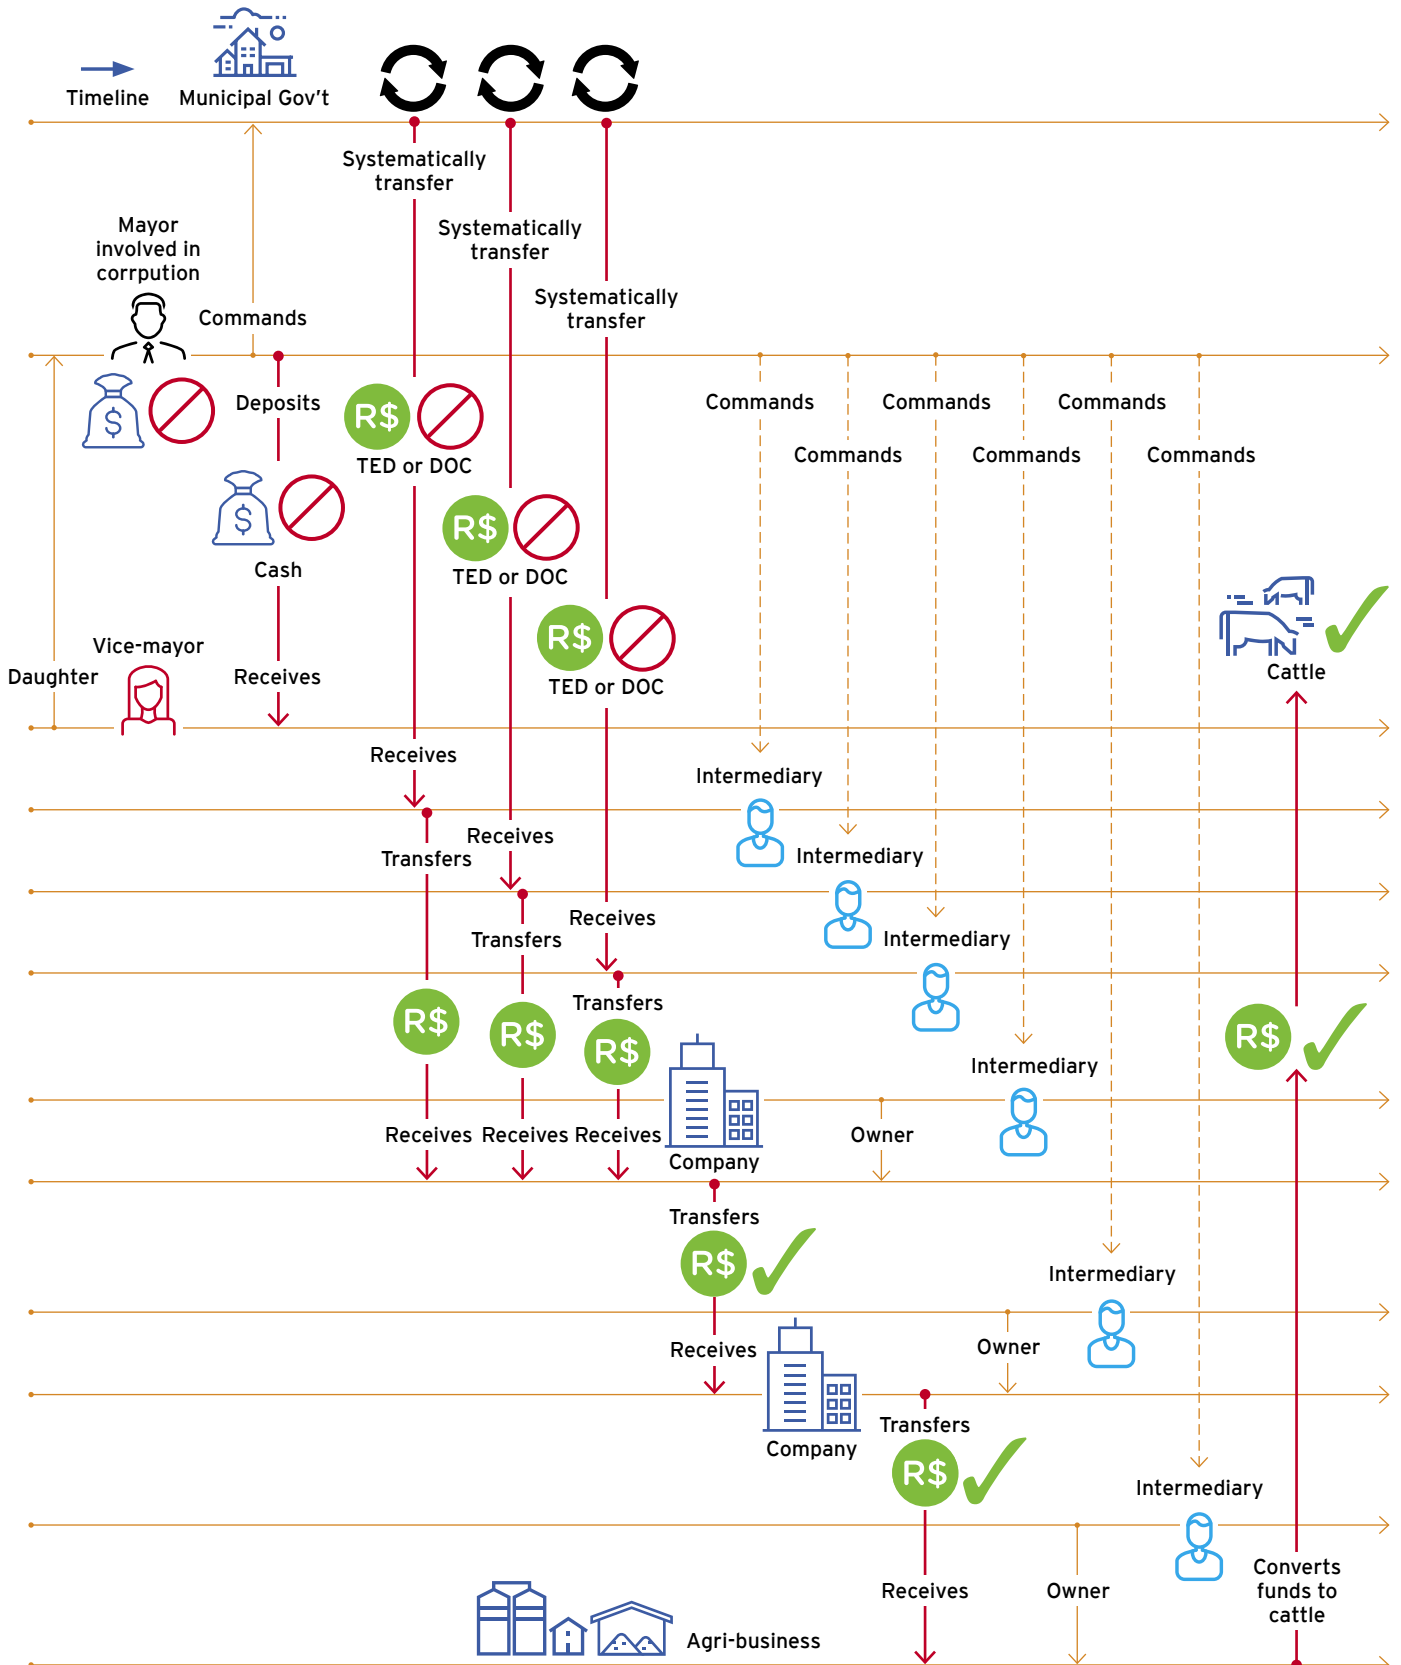 Timeline
Municipal Gov't
Systematically
transfer
Systematically
transfer
Systematically
transfer
Mayor
involved in
corrpution
Commands
Deposits
R$
TED or DOC
$
$
Cash
R$
TED or DOC
R$
TED or DOC
Commands
Commands
Commands
Commands
Commands
Commands
Cattle
Vice-mayor
Daughter
Receives
Receives
Intermediary
Receives
Transfers
Intermediary
Receives
Transfers
Intermediary
Transfers
R$
R$
R$
R$
Intermediary
Receives
Receives
Receives
Company
Owner
Transfers
R$
Intermediary
Receives
Owner
Company
Transfers
R$
Intermediary
Receives
Owner
Converts
funds to
cattle
Agri-business